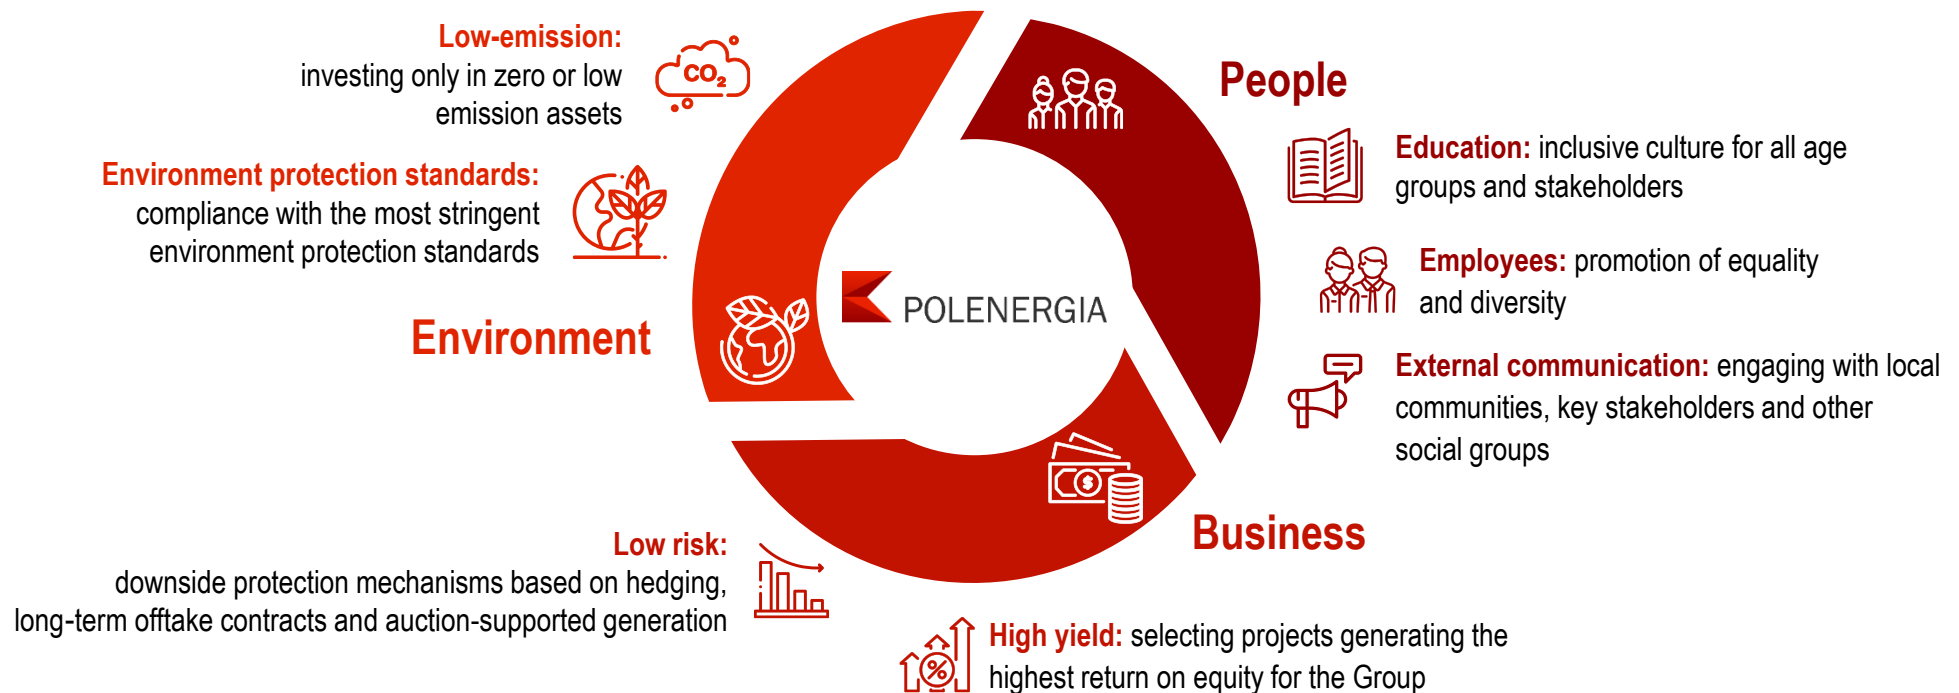 Low-emission:
investing only in zero or low
emission assets
CO2
Environment protection standards:
compliance with the most stringent
environment protection standards
Environment
POLENERGIA
People
Education: inclusive culture for all age
groups and stakeholders
Employees: promotion of equality
and diversity
External communication: engaging with local
communities, key stakeholders and other
social groups
$
Business
Low risk:
downside protection mechanisms based on hedging,
long-term offtake contracts and auction-supported generation
%
High yield: selecting projects generating the
highest return on equity for the Group